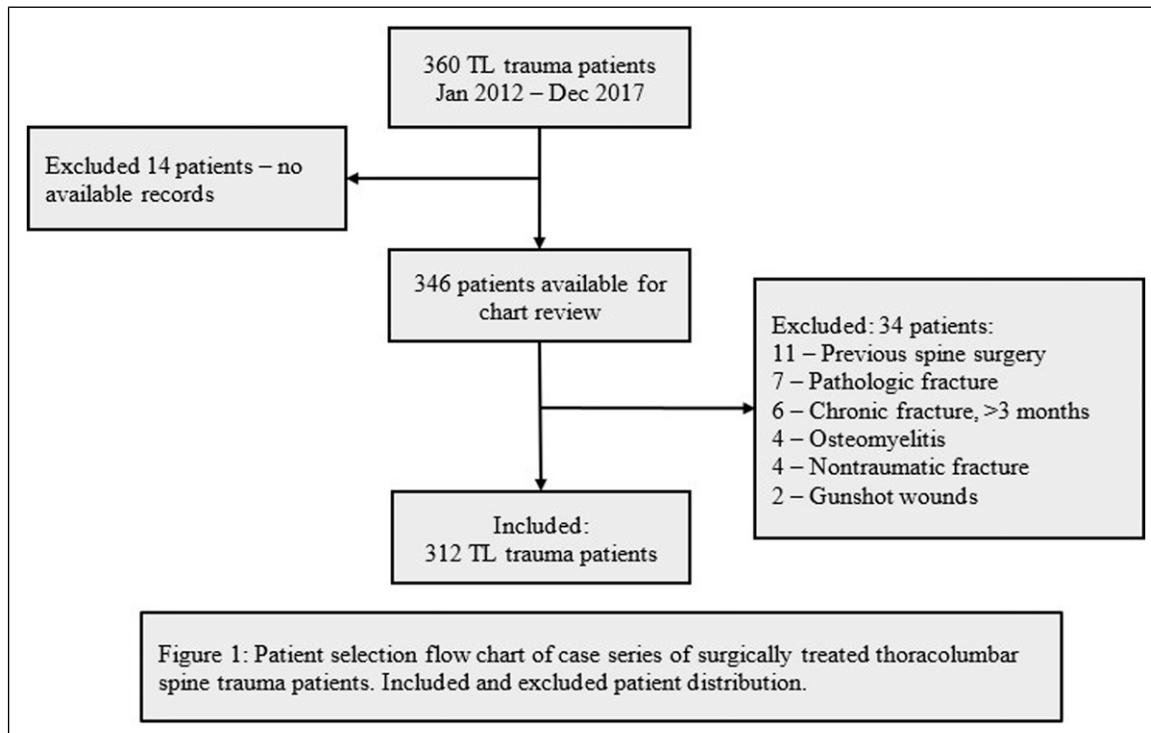 360 TL trauma patients
Jan 2012 – Dec 2017
Excluded 14 patients – no
available records
346 patients available for
chart review
Excluded: 34 patients:
11 – Previous spine surgery
7 – Pathologic fracture
6 – Chronic fracture, >3 months
4 – Osteomyelitis
4 – Nontraumatic fracture
2 – Gunshot wounds
Included:
312 TL trauma patients
Figure 1: Patient selection flow chart of case series of surgically treated thoracolumbar
spine trauma patients. Included and excluded patient distribution.